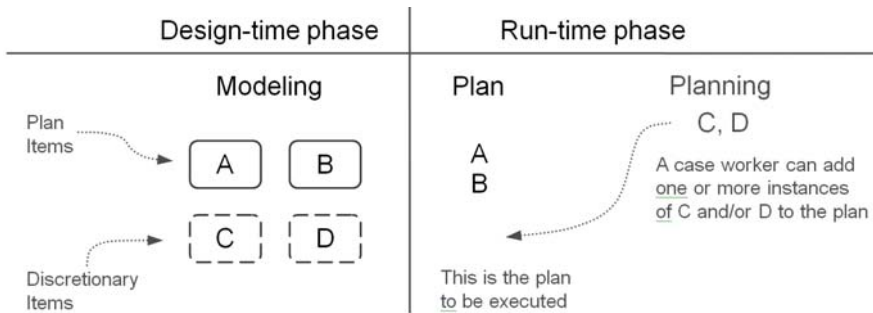 Design-time phase
Run-time phase
Modeling
Plan
Planning
Plan
Items
A
B
C
D
Discretionary
Items
A
B
C, D
A case worker can add
one or more instances
of C and/or D to the plan
This is the plan
to be executed